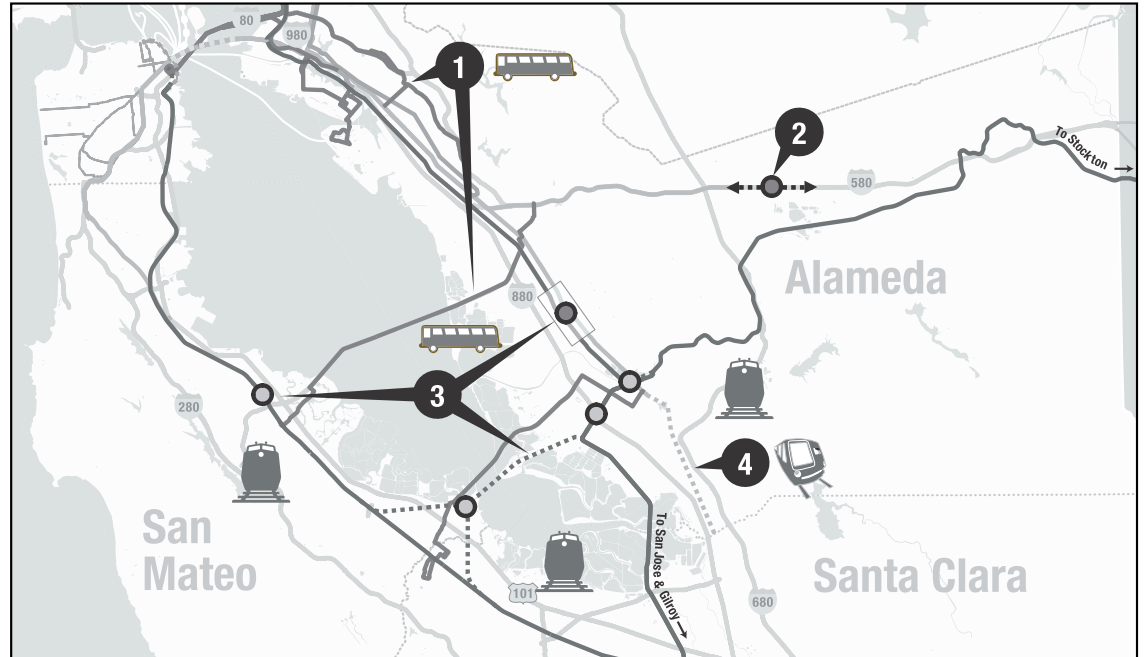 80
980
1
2
To Stockton
580
Alameda
880
3
280
4
San
Mateo
To San Jose & Gilroy
Santa Clara
101
680